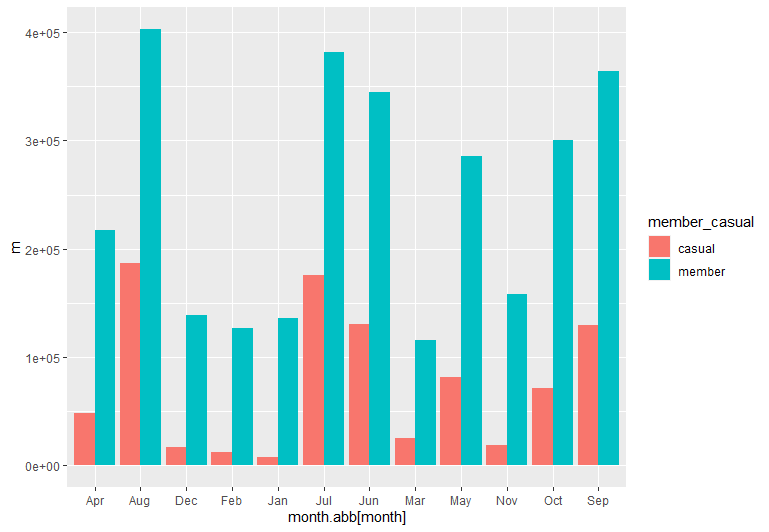 4e+05
3e+05
2e+05
1e+05
0e+00
m
Apr Aug Dec Feb Jan Jul Jun Mar May Nov Oct Sep
month.abb[month]
member_casual
casual
member